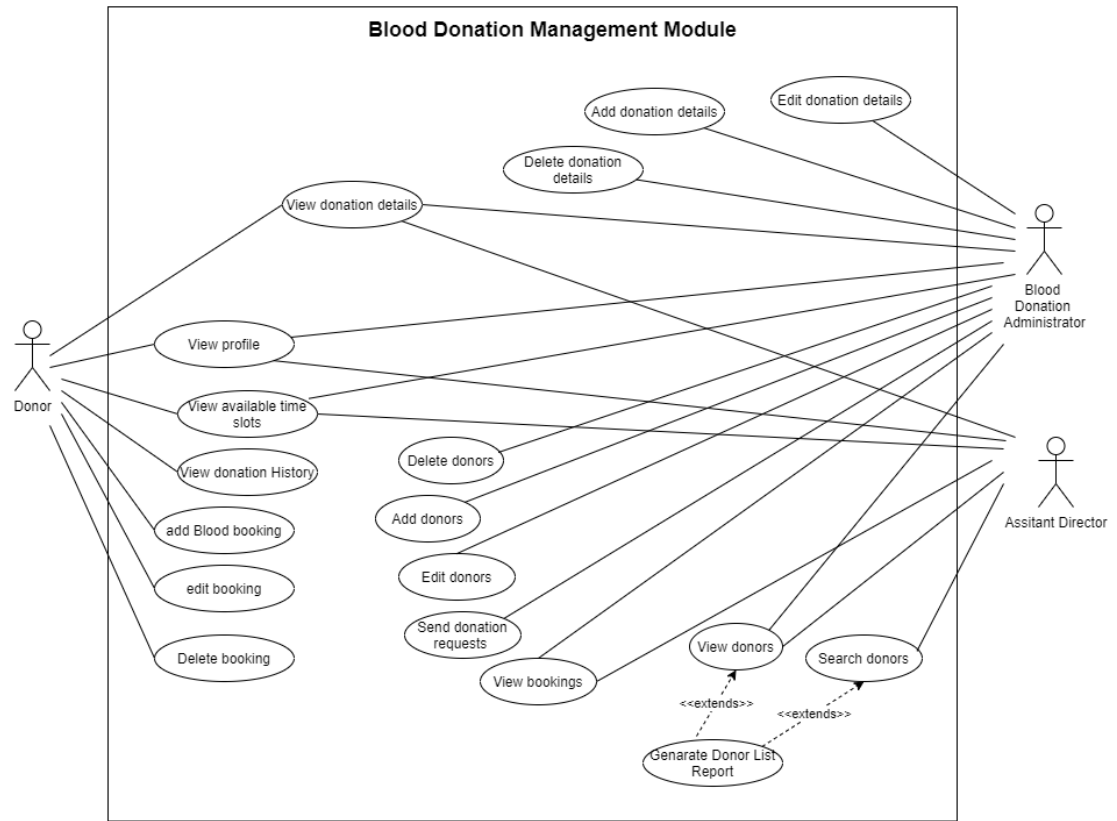 Blood Donation Management Module
Edit donation details
Add donation details
Delete donation
details
View donation details
Blood
Donation
Administrator
View profile
Donor
View available time
slots
Delete donors
View donation History
Add donors
Assitant Director
add Blood booking
Edit donors
edit booking
Send donation
requests
View donors
Search donors
Delete booking
View bookings
<<extends>>
<<extends>>
Genarate Donor List
Report